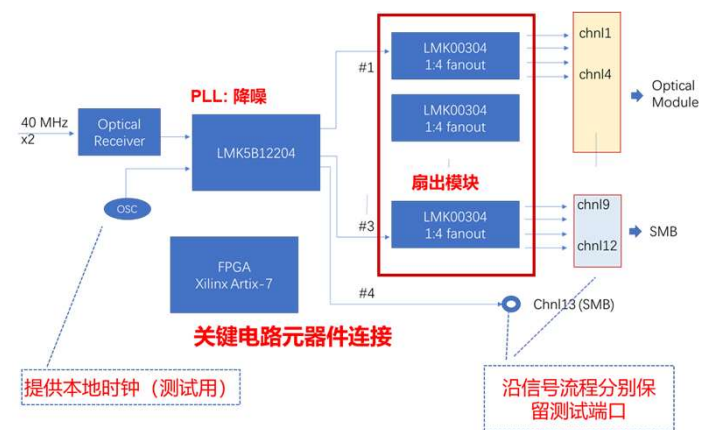 LMK00304
1:4 fanout
#1
chnl1
chnl4
Optical
Module
PLL: 降噪
LMK00304
1:4 fanout
40 MHz
x2
Optical
Receiver
LMK5B12204
扇出模块
OSC
#3
LMK00304
1:4 fanout
chnl9
chnl12
SMB
FPGA
Xilinx Artix-7
#4
Chnl13 (SMB)
关键电路元器件连接
提供本地时钟（测试用）
沿信号流程分别保
留测试端口